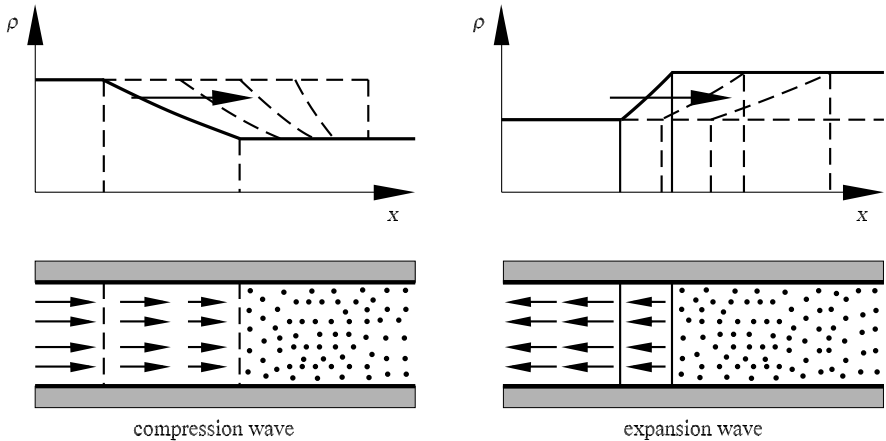 ρ
ρ
x
x
compression wave
expansion wave